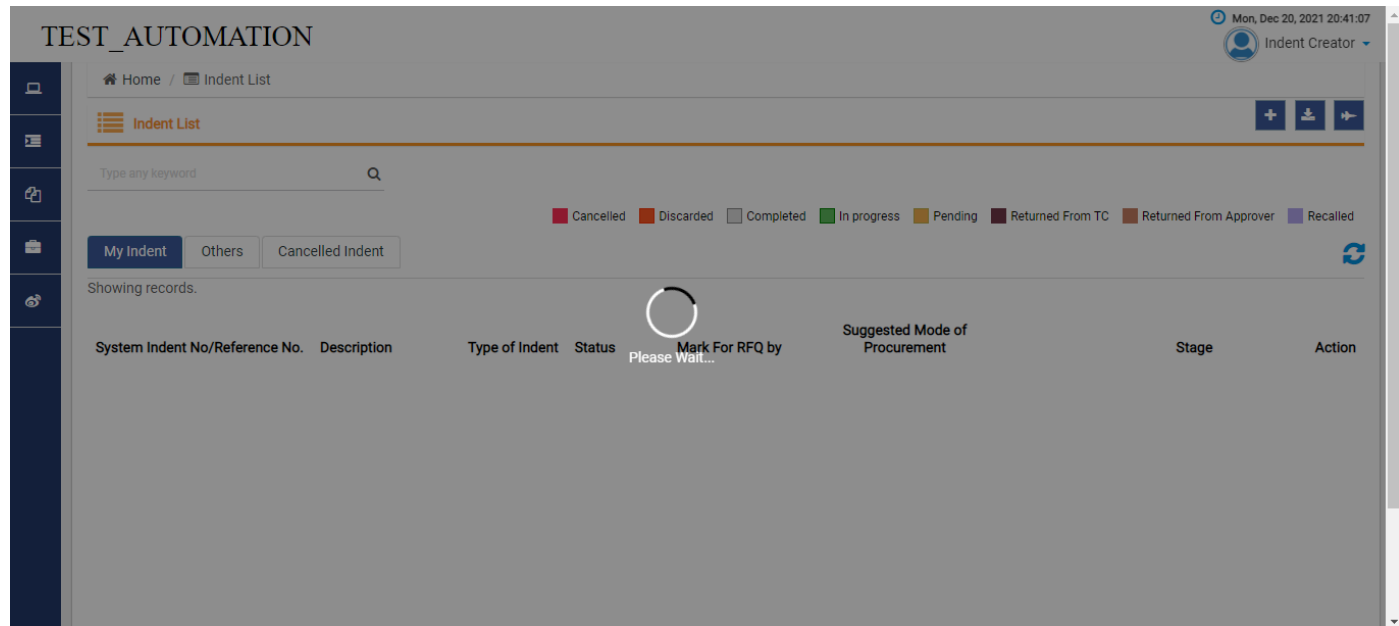 Mon, Dec 20, 2021 20:41:07
TEST_AUTOMATION
Indent Creator
Home / Indent List
Indent List
Type any keyword
Cancelled Discarded Completed In progress Pending Returned From TC Returned From Approver Recalled
My Indent Others Cancelled Indent
Showing records.
System Indent No/Reference No. Description Type of Indent Status Mark For RFQ by Suggested Mode of Procurement Stage Action
Please Wait...